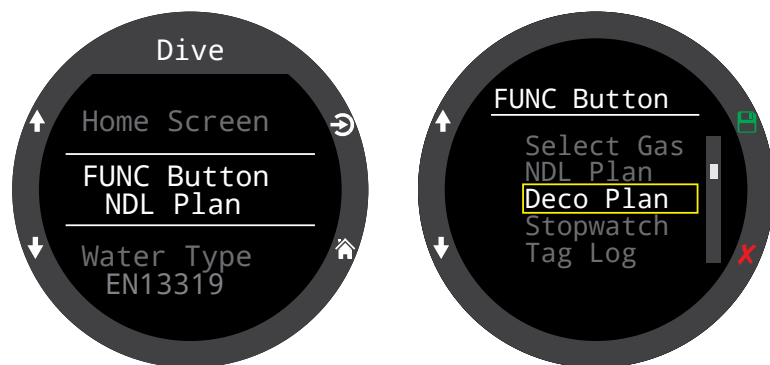 Dive
Home Screen
FUNC Button
NDL Plan
Water Type
EN13319
FUNC Button
Select Gas
NDL Plan
Deco Plan
Stopwatch
Tag Log